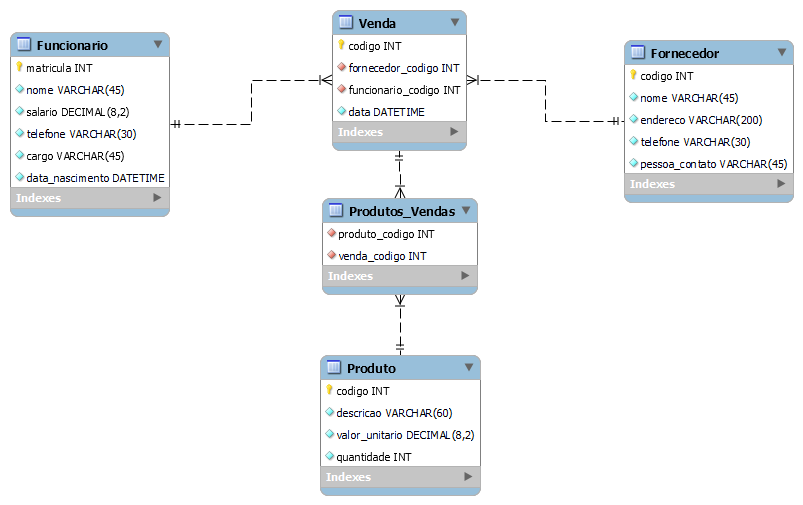 Funcionario
matricula INT
nome VARCHAR(45)
salario DECIMAL(8,2)
telefone VARCHAR(30)
cargo VARCHAR(45)
data_nascimento DATETIME
Indexes
Venda
codigo INT
fornecedor_codigo INT
funcionario_codigo INT
data DATETIME
Indexes
Fornecedor
codigo INT
nome VARCHAR(45)
endereco VARCHAR(200)
telefone VARCHAR(30)
pessoa_contato VARCHAR(45)
Indexes
Produtos_Vendas
produto_codigo INT
venda_codigo INT
Indexes
Produto
codigo INT
descricao VARCHAR(60)
valor_unitario DECIMAL(8,2)
quantidade INT
Indexes